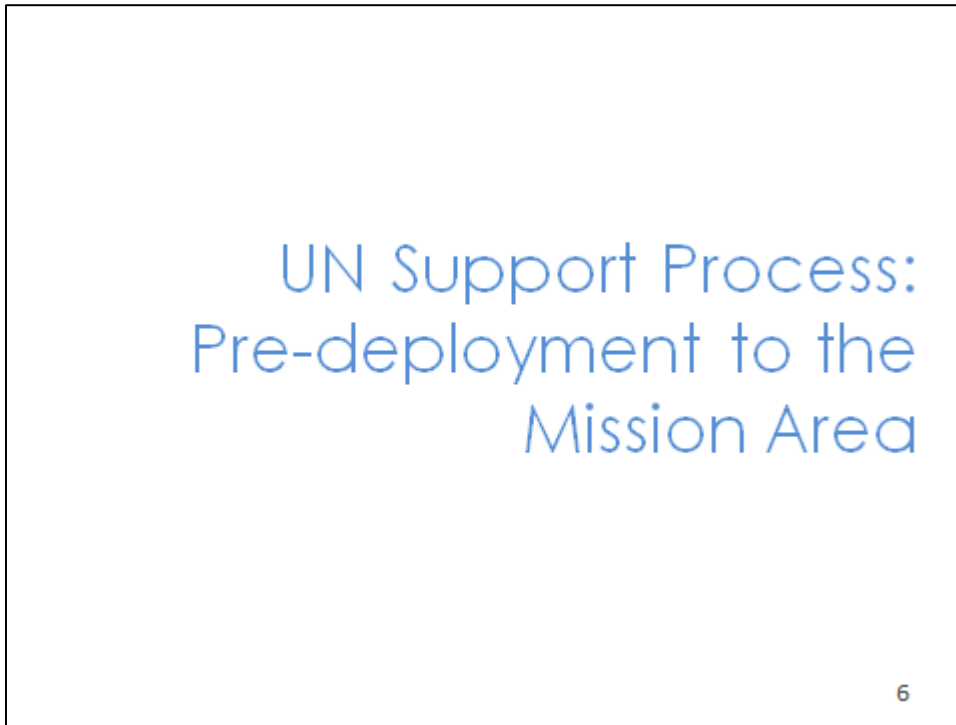 UN Support Process:
Pre-deployment to the
Mission Area
6